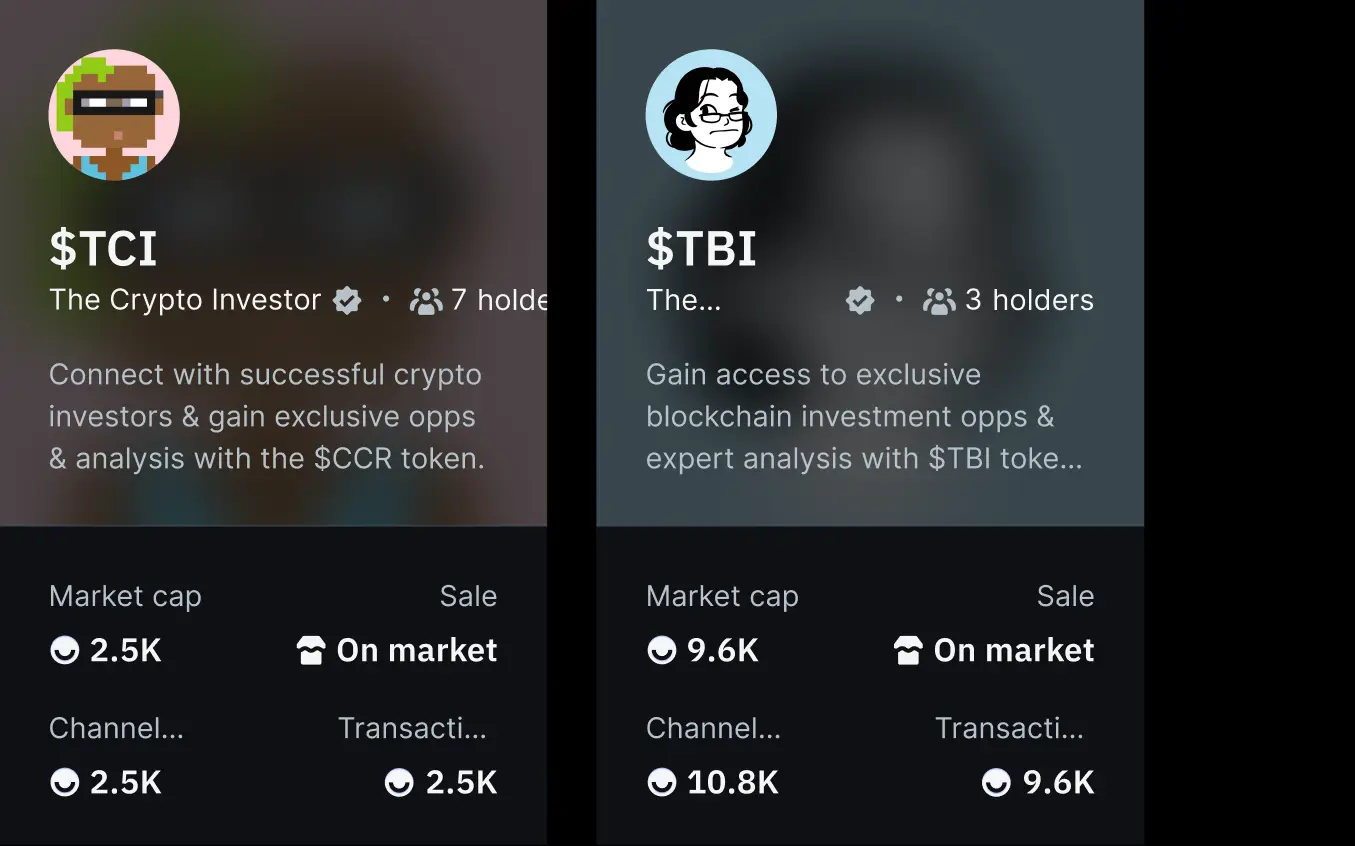 $TCI
The Crypto Investor • 7 holde
Connect with successful crypto
investors & gain exclusive opps
& analysis with the $CCR token.
Market cap Sale
2.5K On market
Channel... Transacti...
2.5K 2.5K
$TBI
The... • 3 holders
Gain access to exclusive
blockchain investment opps &
expert analysis with $TBI toke...
Market cap Sale
9.6K On market
Channel... Transacti...
10.8K 9.6K